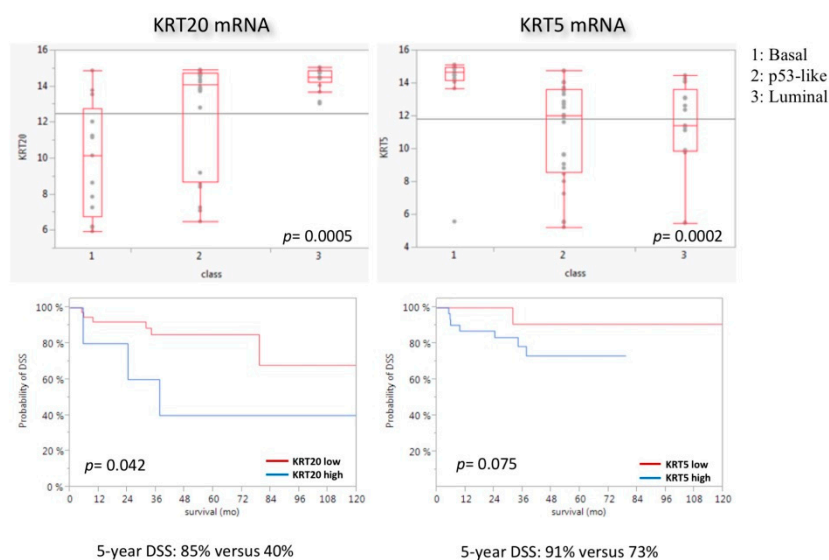 KRT20 mRNA
16
14
12
10
8
6
KRT20
1
2
3
class
p= 0.0005
KRT5 mRNA
16
14
12
10
8
6
4
KRT5
1
2
3
class
p= 0.0002
1: Basal
2: p53-like
3: Luminal
100 %
80 %
60 %
40 %
20 %
0 %
Probability of DSS
p= 0.042
KRT20 low
KRT20 high
0 12 24 36 48 60 72 84 96 108 120
survival (mo)
5-year DSS: 85% versus 40%
100 %
80 %
60 %
40 %
20 %
Probability of DSS
p= 0.075
KRT5 low
KRT5 high
0 12 24 36 48 60 72 84 96 108 120
survival (mo)
5-year DSS: 91% versus 73%